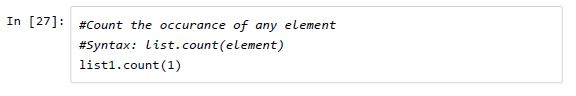 In [27]: #Count the occurance of any element
#Syntax: list.count(element)
list1.count(1)